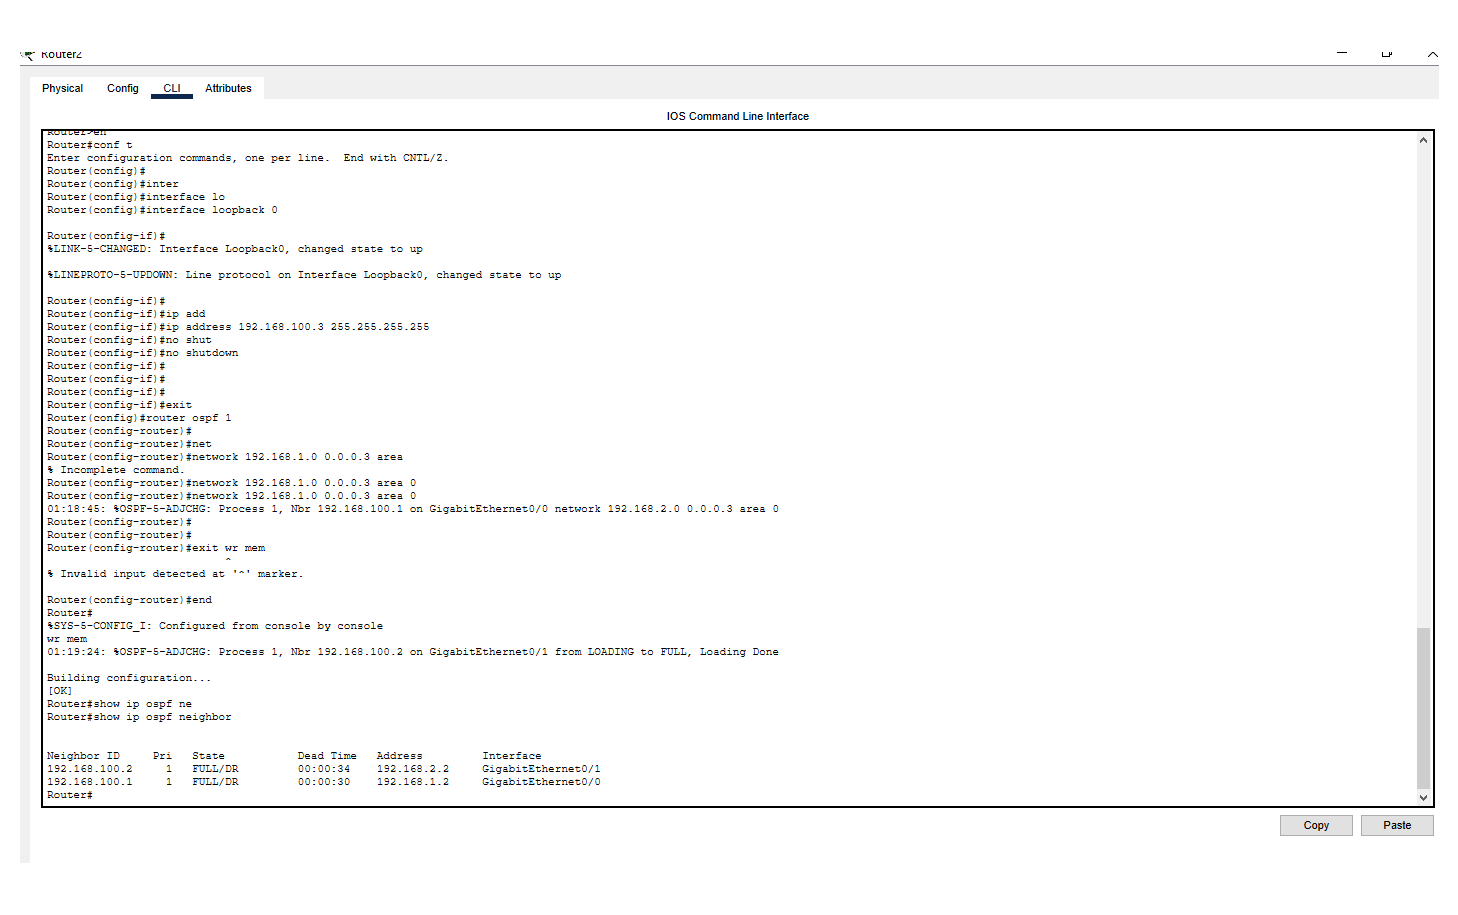 Router2
Physical Config CLI Attributes
IOS Command Line Interface
Router>en
Router#conf t
Enter configuration commands, one per line.  End with CNTL/Z.
Router(config)#
Router(config)#inter
Router(config)#interface lo
Router(config)#interface loopback 0
Router(config-if)#
%LINK-5-CHANGED: Interface Loopback0, changed state to up
%LINEPROTO-5-UPDOWN: Line protocol on Interface Loopback0, changed state to up
Router(config-if)#
Router(config-if)#ip add
Router(config-if)#ip address 192.168.100.3 255.255.255.255
Router(config-if)#no shut
Router(config-if)#no shutdown
Router(config-if)#
Router(config-if)#
Router(config-if)#
Router(config-if)#exit
Router(config)#router ospf 1
Router(config-router)#
Router(config-router)#net
Router(config-router)#network 192.168.1.0 0.0.0.3 area
% Incomplete command.
Router(config-router)#network 192.168.1.0 0.0.0.3 area 0
Router(config-router)#network 192.168.1.0 0.0.0.3 area 0
01:18:45: %OSPF-5-ADJCHG: Process 1, Nbr 192.168.100.1 on GigabitEthernet0/0 network 192.168.2.0 0.0.0.3 area 0
Router(config-router)#
Router(config-router)#
Router(config-router)#exit wr mem
^
% Invalid input detected at '^' marker.
Router(config-router)#end
Router#
%SYS-5-CONFIG_I: Configured from console by console
wr mem
01:19:24: %OSPF-5-ADJCHG: Process 1, Nbr 192.168.100.2 on GigabitEthernet0/1 from LOADING to FULL, Loading Done
Building configuration...
[OK]
Router#show ip ospf ne
Router#show ip ospf neighbor
Neighbor ID     Pri   State           Dead Time   Address         Interface
192.168.100.2     1   FULL/DR         00:00:34    192.168.2.2     GigabitEthernet0/1
192.168.100.1     1   FULL/DR         00:00:30    192.168.1.2     GigabitEthernet0/0
Router#
Copy Paste